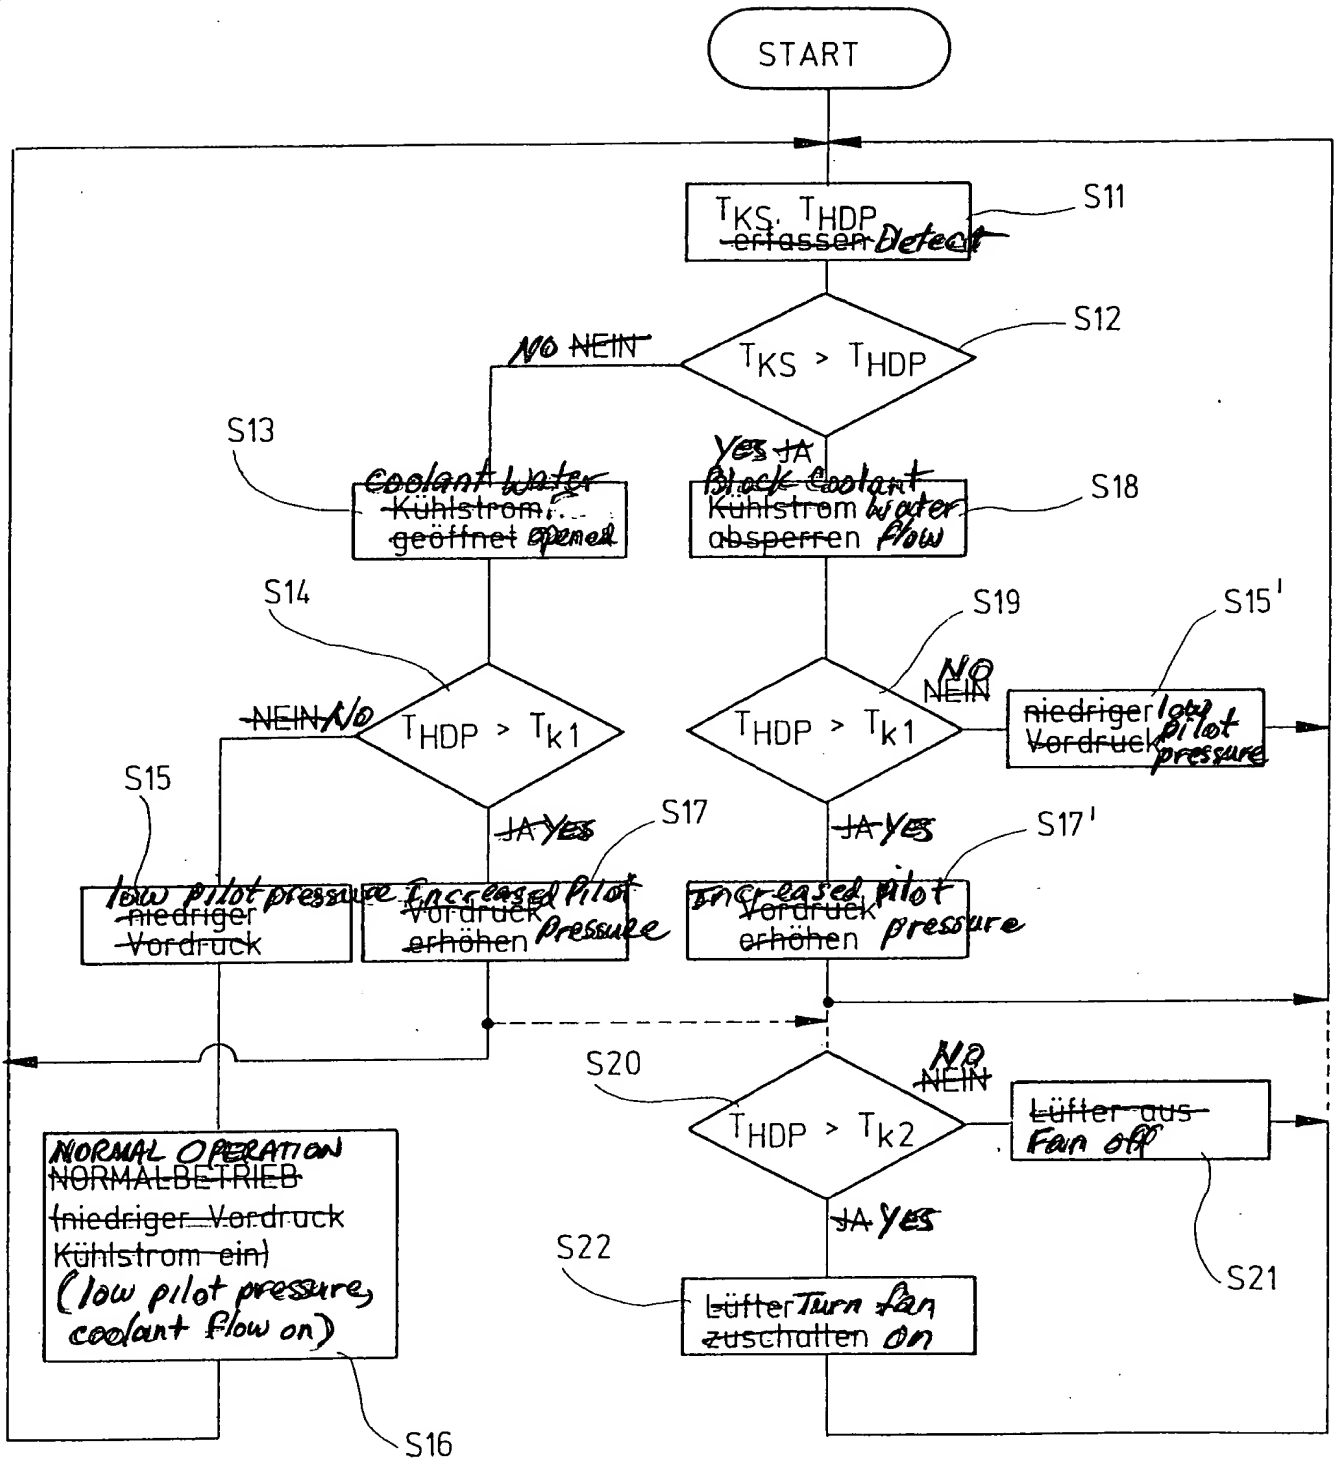 START
S11
T_KS, T_HDP
erfassen Detect
S12
T_KS > T_HDP
NO NEIN
S13
YES JA
Coolant Water
Kühlstrom
geöffnet opened
Block Coolant
Kühlstrom Water
absperren flow
S18
S14
S19
S15'
NEIN NO
T_HDP > T_k1
T_HDP > T_k1
NO
NEIN
niedriger low
Vordruck pilot
pressure
S15
JA YES
S17
JA YES
S17'
low pilot pressure
niedriger
Vordruck
Increased Pilot
Vordruck
erhöhen Pressure
Increased pilot
Vordruck
erhöhen pressure
S20
T_HDP > T_k2
NO
NEIN
Lüfter aus
Fan off
S21
NORMAL OPERATION
NORMALBETRIEB
(niedriger Vordruck
Kühlstrom ein)
(low pilot pressure,
coolant flow on)
S16
JA YES
S22
Lüfter Turn fan
zuschalten on